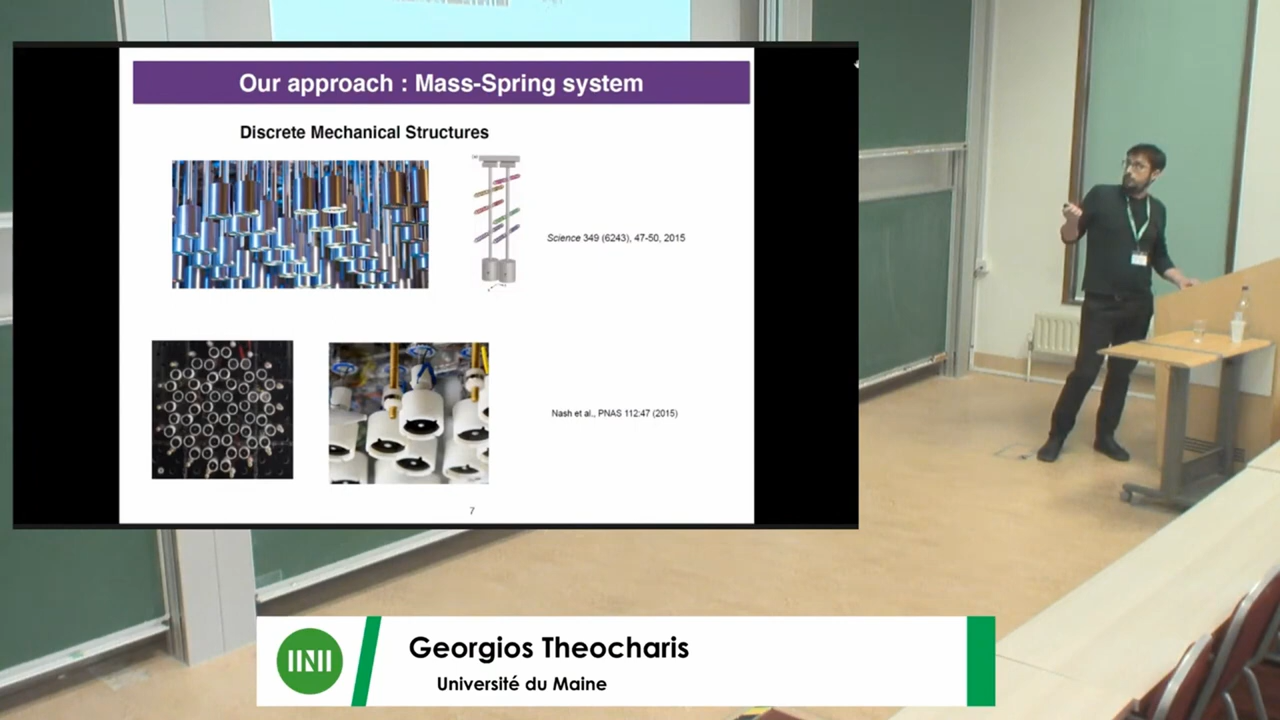 Our approach : Mass-Spring system
Discrete Mechanical Structures
Science 349 (6243), 47-50, 2015
Nash et al., PNAS 112:47 (2015)
7
Georgios Theocharis
Université du Maine